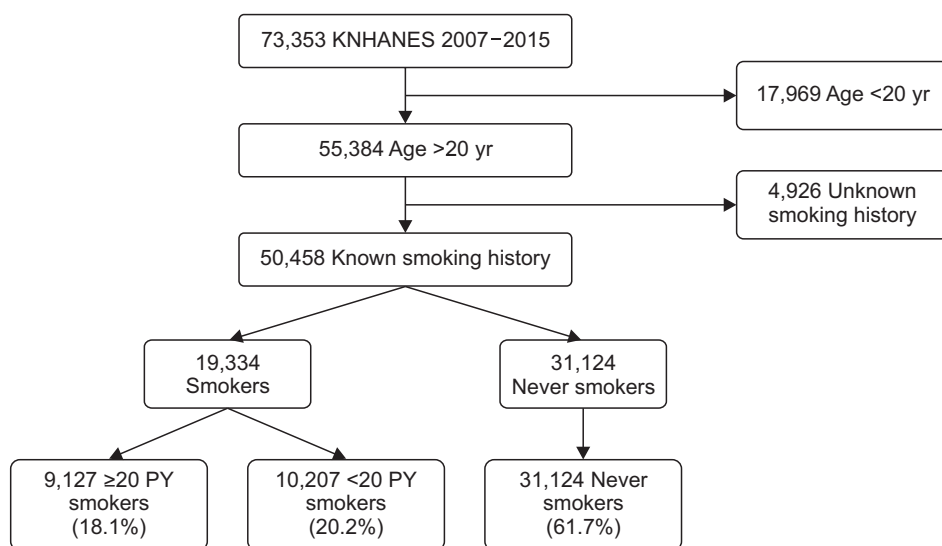 73,353 KNHANES 2007−2015
17,969 Age <20 yr
55,384 Age >20 yr
4,926 Unknown
smoking history
50,458 Known smoking history
19,334
Smokers
31,124
Never smokers
9,127 ≥20 PY
smokers
(18.1%)
10,207 <20 PY
smokers
(20.2%)
31,124 Never
smokers
(61.7%)